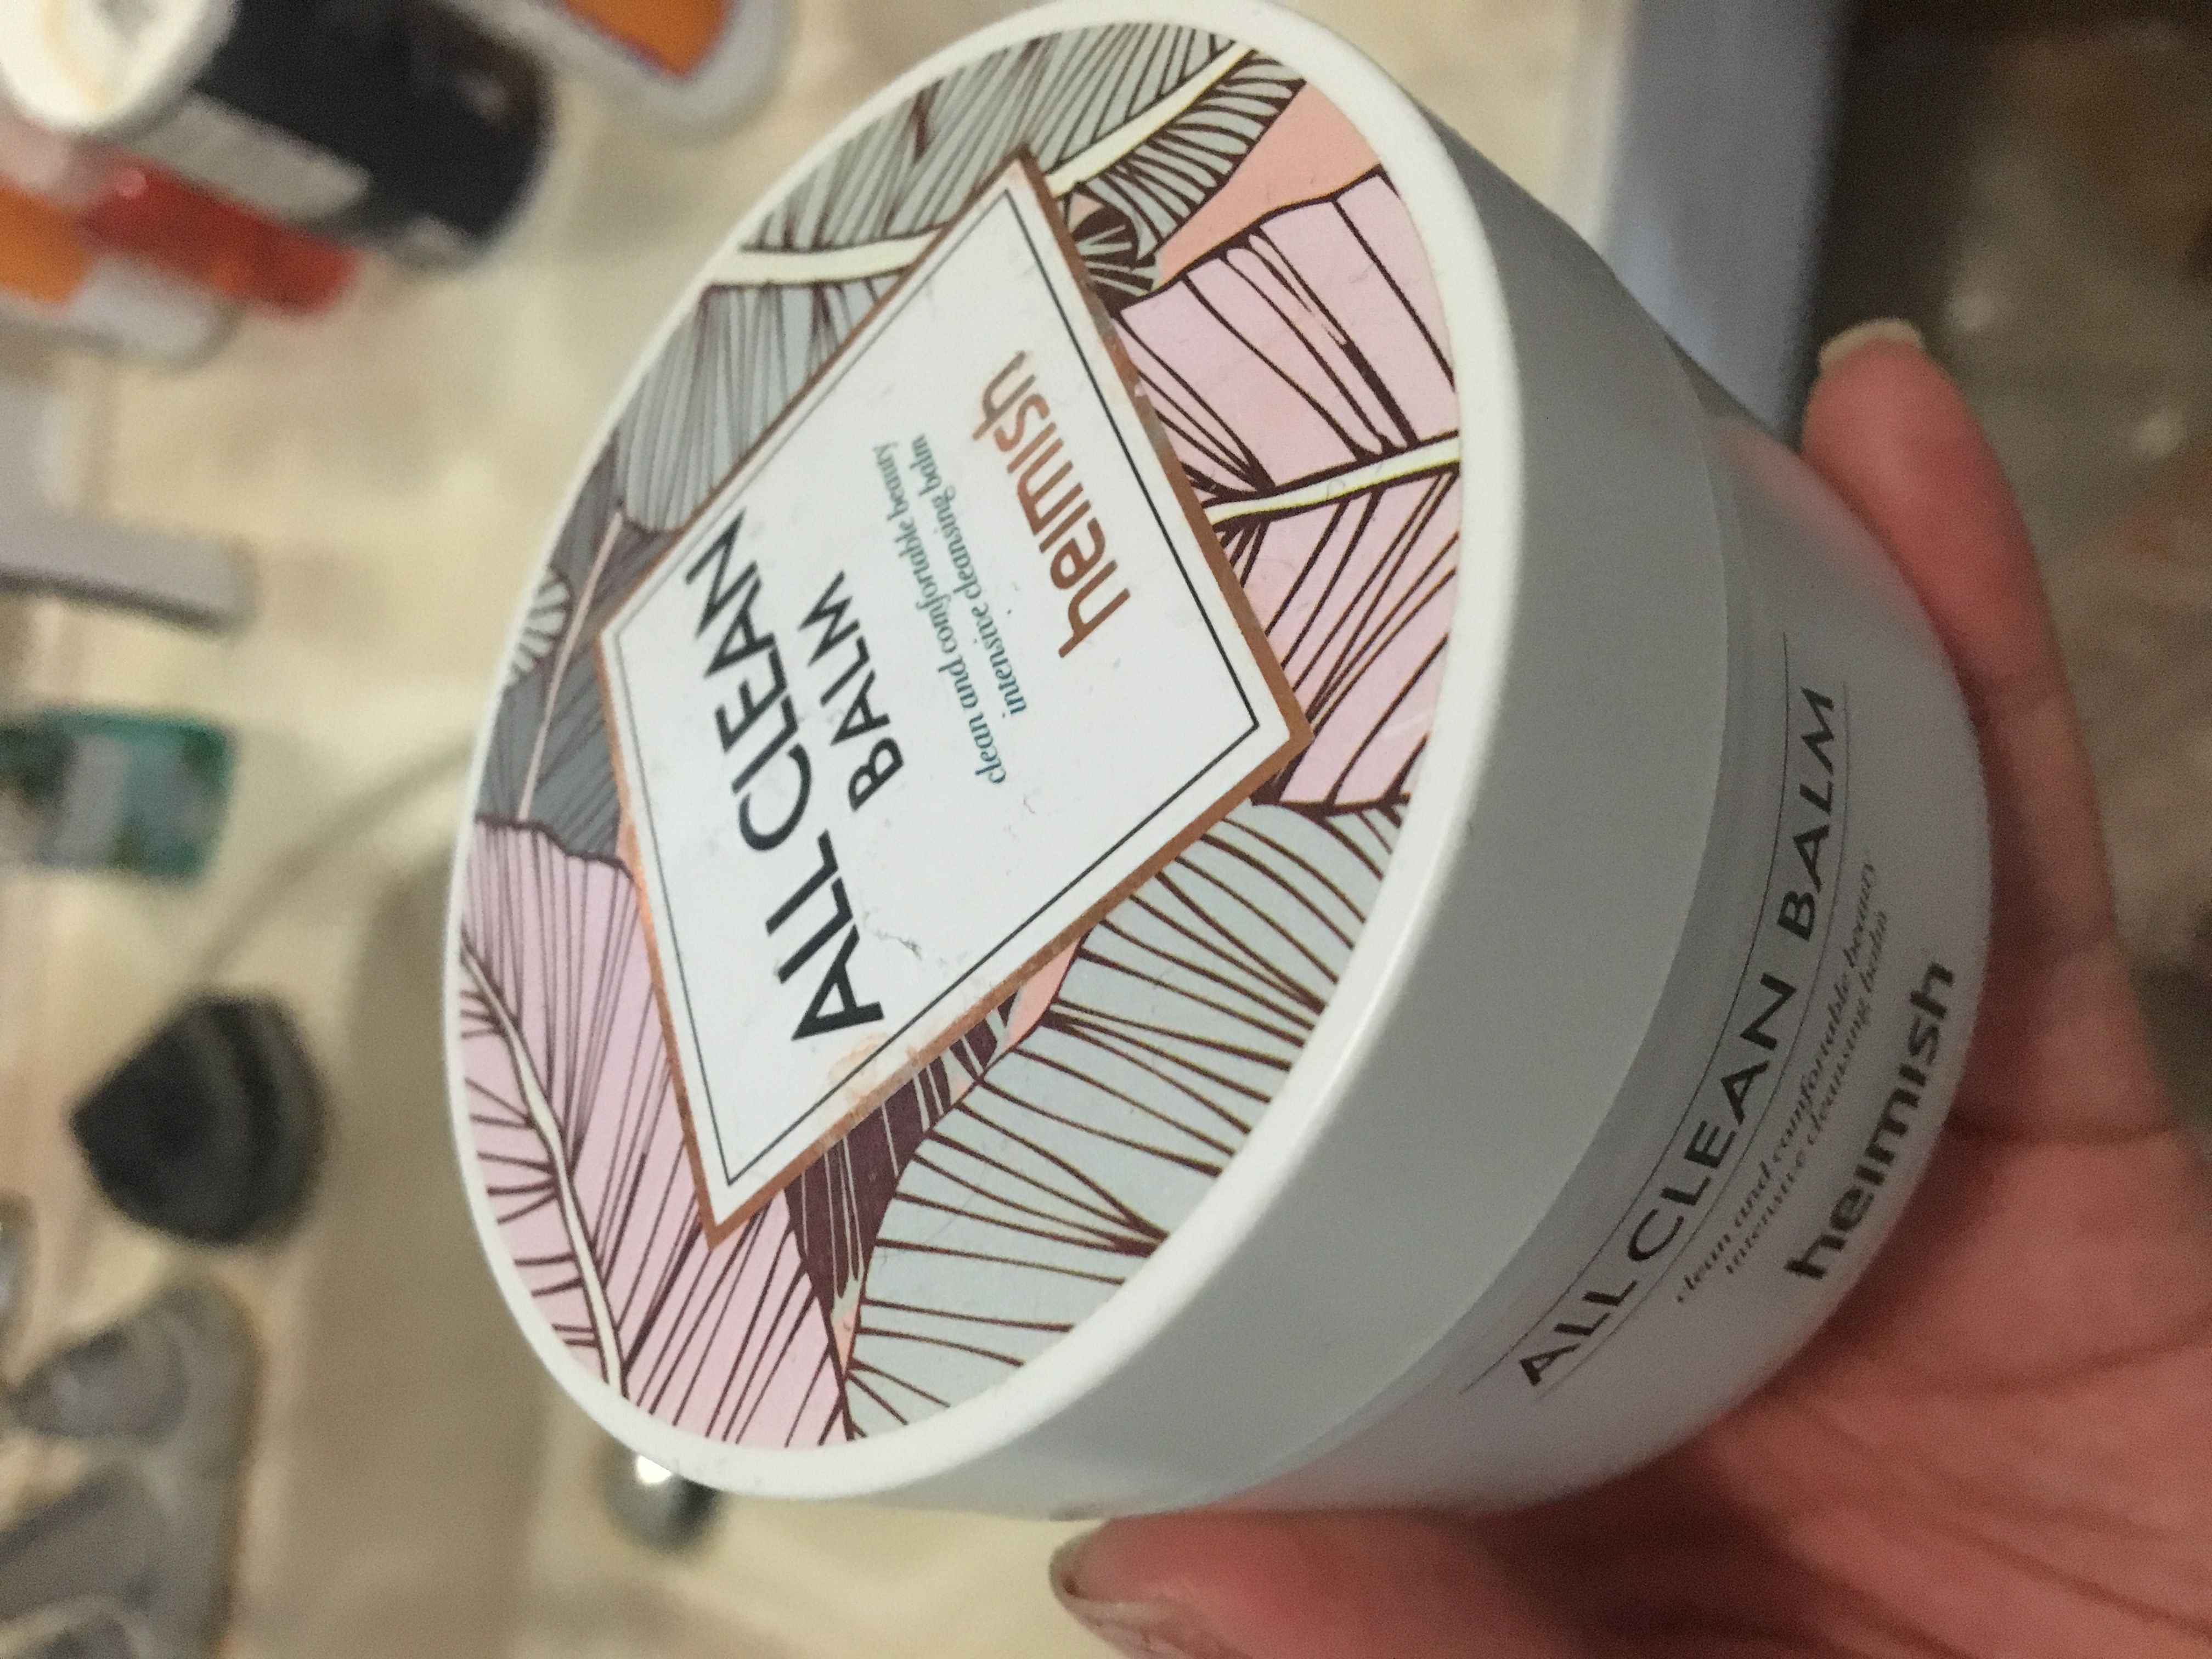 ALL CLEAN
BALM
clean and comfortable beauty
intensive cleansing balm
heimish
ALL CLEAN BALM
clean and comfortable beauty
intensive cleansing balm
heimish